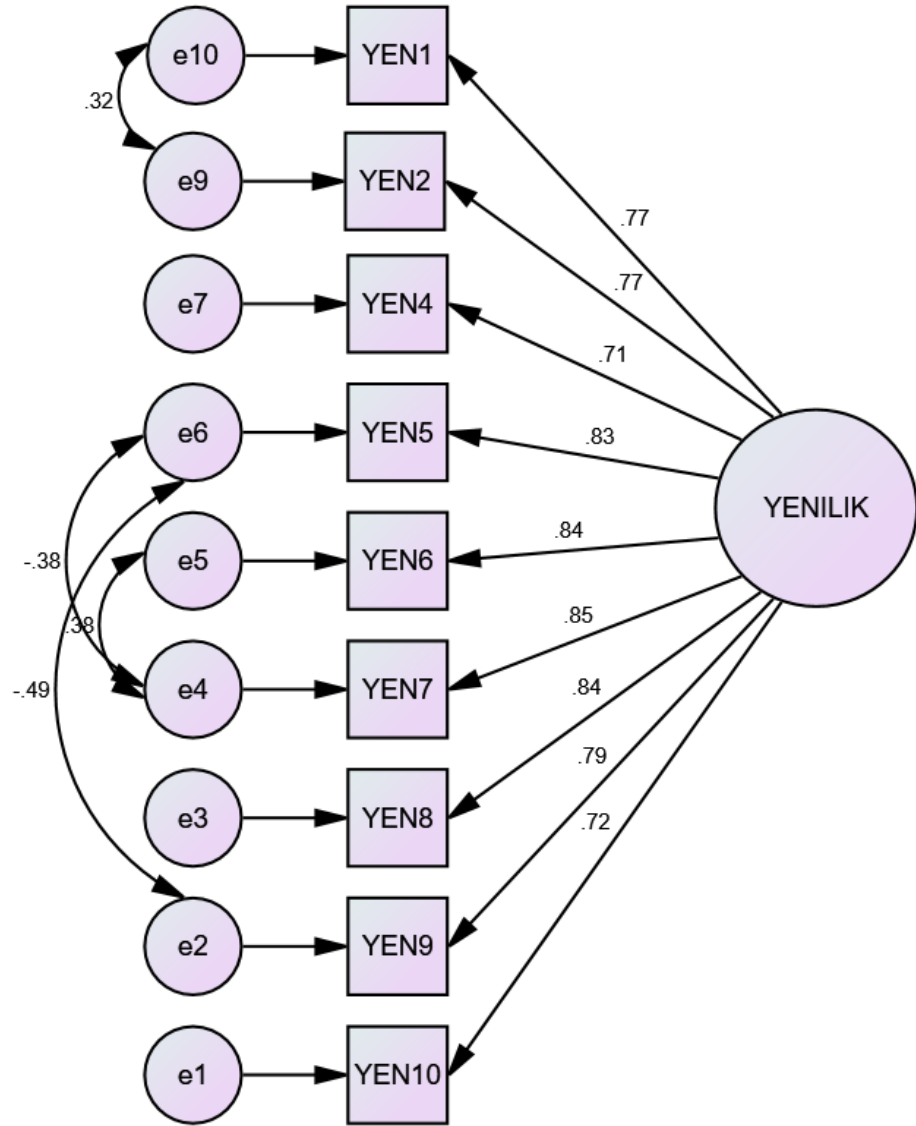 e10
YEN1
.32
e9
YEN2
.77
.77
e7
YEN4
.71
e6
YEN5
.83
YENILIK
-.38
e5
YEN6
.84
.38
.85
-.49
e4
YEN7
.84
.79
e3
YEN8
.72
e2
YEN9
e1
YEN10